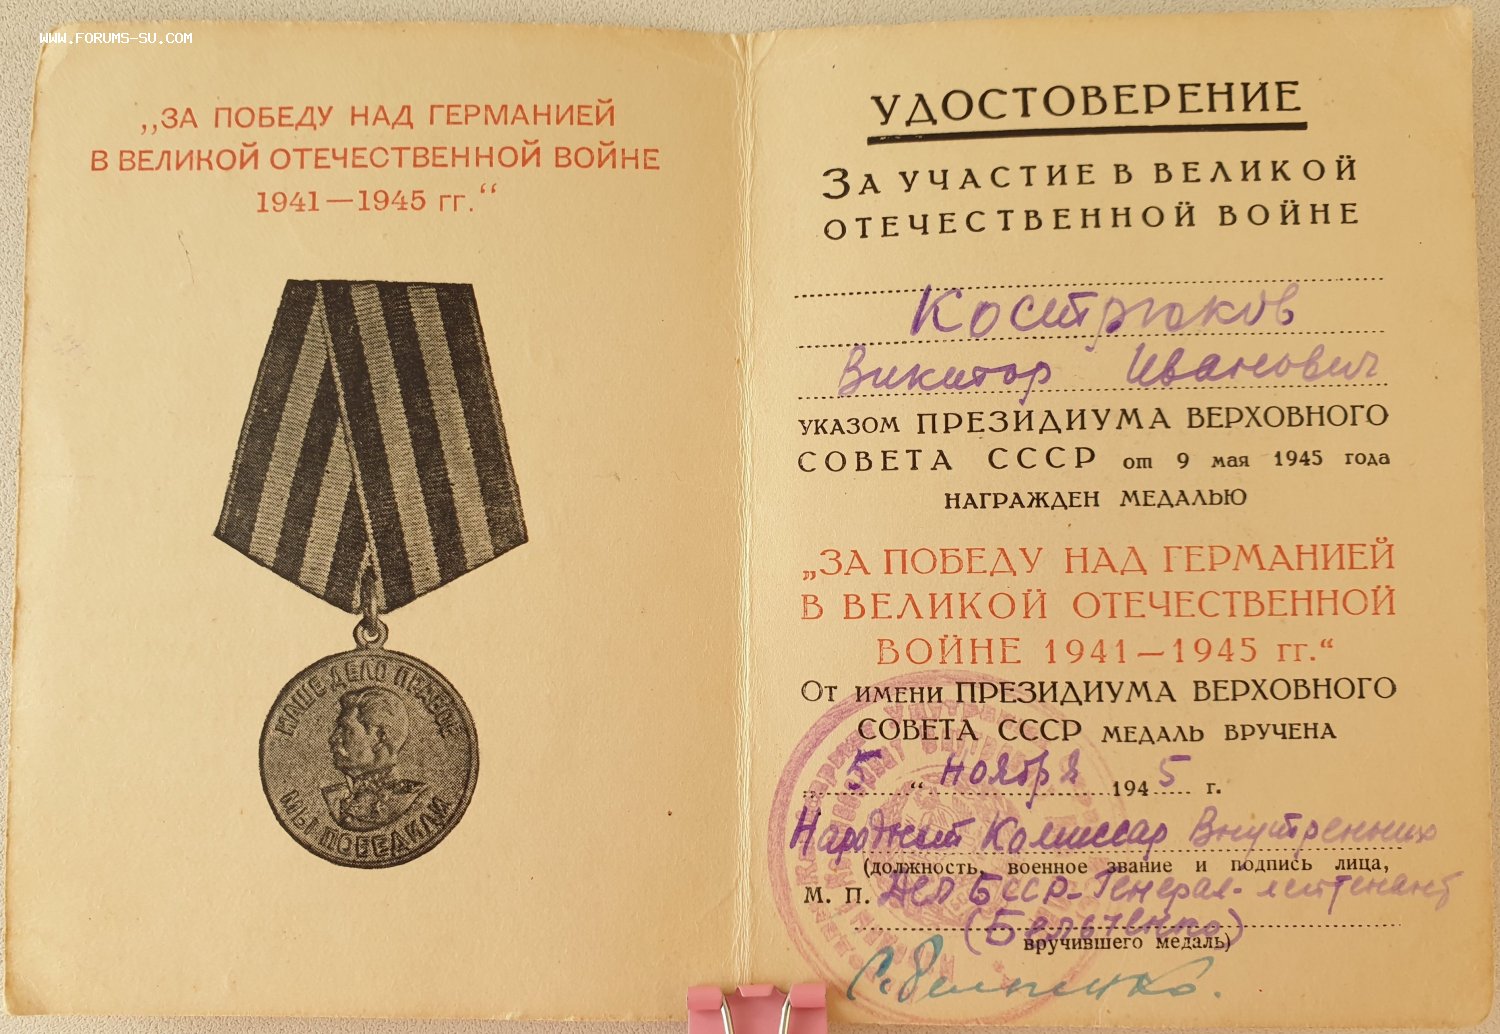 www.forums-su.com
„ЗА ПОБЕДУ НАД ГЕРМАНИЕЙ
В ВЕЛИКОЙ ОТЕЧЕСТВЕННОЙ ВОЙНЕ
1941—1945 гг.“
НАШЕ ДЕЛО ПРАВОЕ
МЫ ПОБЕДИЛИ
УДОСТОВЕРЕНИЕ
ЗА УЧАСТИЕ В ВЕЛИКОЙ
ОТЕЧЕСТВЕННОЙ ВОЙНЕ
Кострюков
Виктор Иванович
УКАЗОМ ПРЕЗИДИУМА ВЕРХОВНОГО
СОВЕТА СССР от 9 мая 1945 года
НАГРАЖДЕН МЕДАЛЬЮ
„ЗА ПОБЕДУ НАД ГЕРМАНИЕЙ
В ВЕЛИКОЙ ОТЕЧЕСТВЕННОЙ
ВОЙНЕ 1941—1945 гг.“
ОТ ИМЕНИ ПРЕЗИДИУМА ВЕРХОВНОГО
СОВЕТА СССР МЕДАЛЬ ВРУЧЕНА
„5“ ноября 1945 г.
Народный Комиссар Внутренних
(должность, военное звание и подпись лица,
М. П. Дел БССР-Генерал-лейтенант
(Бельченко)
вручившего медаль)
С. Бельченко.